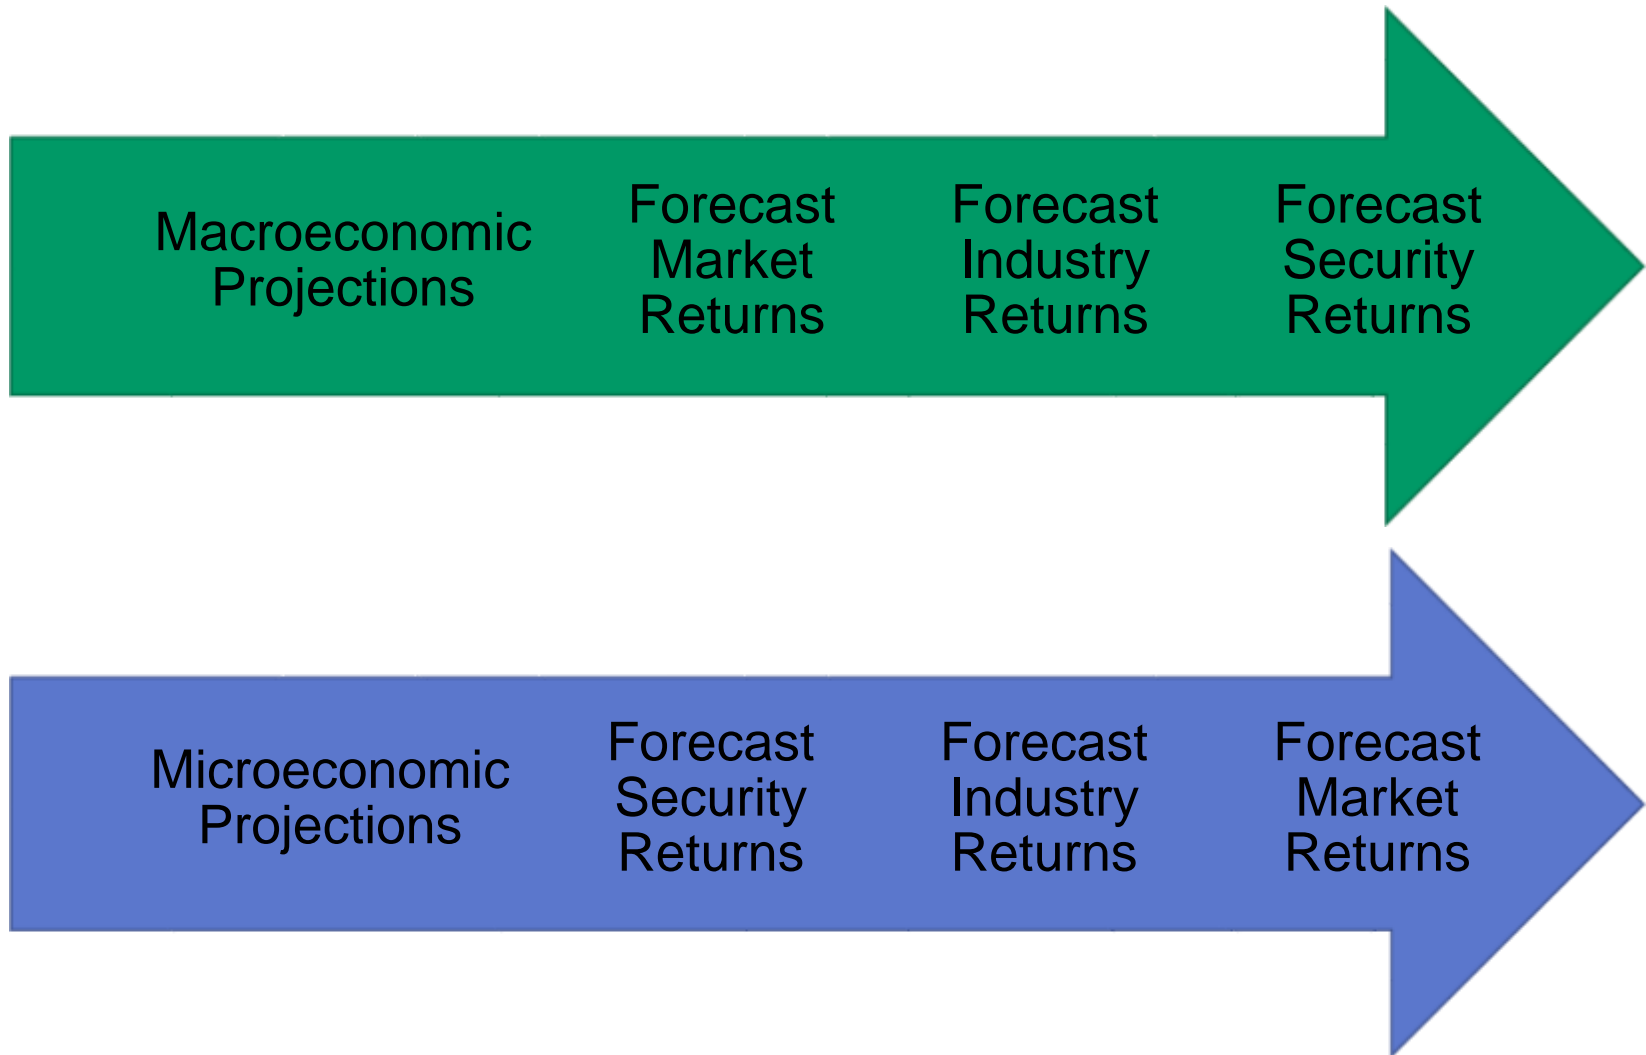 Macroeconomic
Projections
Forecast
Market
Returns
Forecast
Industry
Returns
Forecast
Security
Returns
Microeconomic
Projections
Forecast
Security
Returns
Forecast
Industry
Returns
Forecast
Market
Returns